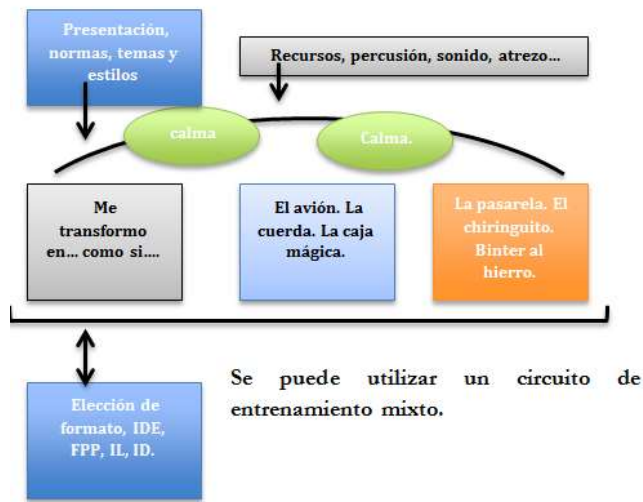 Presentación,
normas, temas y
estilos
Recursos, percusión, sonido, atrezo...
calma
Calma.
Me
transformo
en... como si....
El avión. La
cuerda. La caja
mágica.
La pasarela. El
chiringuito.
Binter al
hierro.
Elección de
formato, IDE,
FPP, IL, ID.
Se puede utilizar un circuito de
entrenamiento mixto.